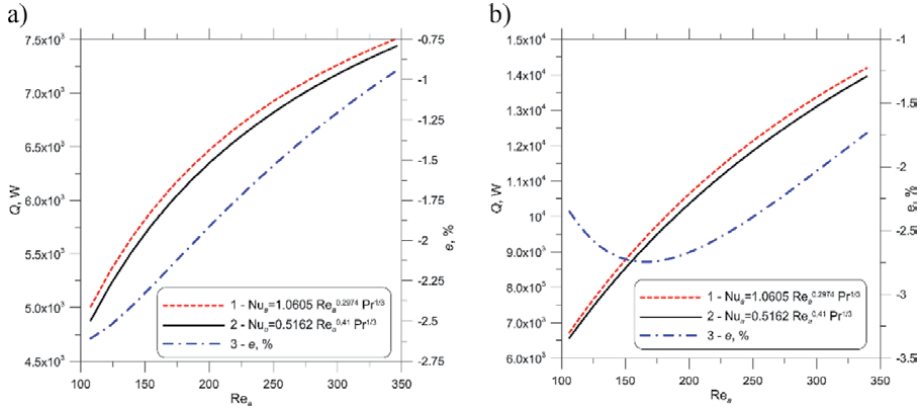 a)
7.5x10³
7.0x10³
6.5x10³
6.0x10³
5.5x10³
5.0x10³
4.5x10³
Q, W
-0.75
-1
-1.25
-1.5
-1.75
-2
-2.25
-2.5
-2.75
e, %
1 - Nuₐ=1.0605 Reₐ^0.2974 Pr^1/3
2 - Nuₐ=0.5162 Reₐ^0.41 Pr^1/3
3 - e, %
100 150 200 250 300 350
Reₐ
b)
1.5x10⁴
1.4x10⁴
1.3x10⁴
1.2x10⁴
1.1x10⁴
10⁴
9.0x10³
8.0x10³
7.0x10³
6.0x10³
Q, W
-1
-1.5
-2
-2.5
-3
-3.5
e, %
1 - Nuₐ=1.0605 Reₐ^0.2974 Pr^1/3
2 - Nuₐ=0.5162 Reₐ^0.41 Pr^1/3
3 - e, %
100 150 200 250 300 350
Reₐ